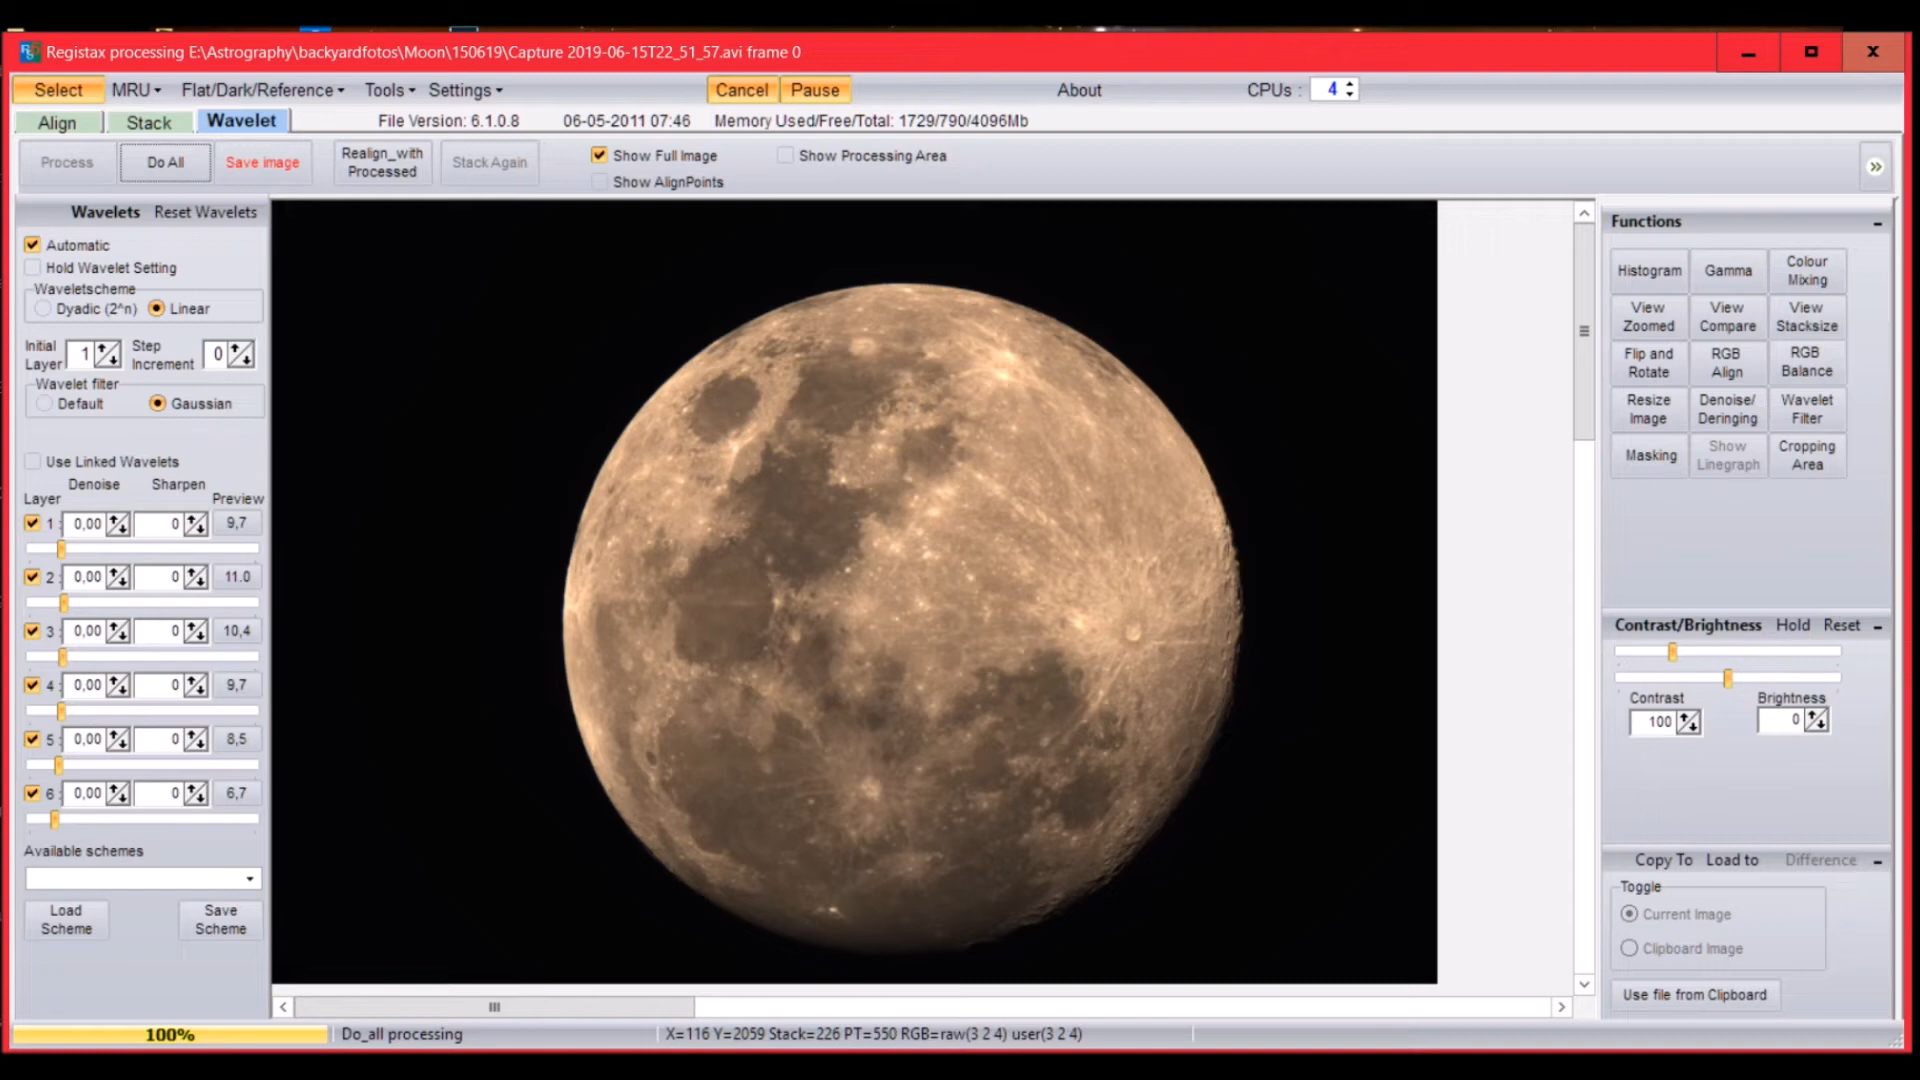 Registax processing E:\Astrography\backyardfotos\Moon\150619\Capture 2019-06-15T22_51_57.avi frame 0
Select MRU Flat/Dark/Reference Tools Settings Cancel Pause About CPUs : 4
Align Stack Wavelet File Version: 6.1.0.8 06-05-2011 07:46 Memory Used/Free/Total: 1729/790/4096Mb
Process Do All Save image Realign_with Processed Stack Again
Show Full Image Show Processing Area
Show AlignPoints
Wavelets Reset Wavelets
Automatic
Hold Wavelet Setting
Waveletscheme
Dyadic (2^n) Linear
Initial Layer 1 Step Increment 0
Wavelet filter
Default Gaussian
Use Linked Wavelets
Denoise Sharpen
Layer Preview
1 : 0,00 0 9,7
2 : 0,00 0 11.0
3 : 0,00 0 10,4
4 : 0,00 0 9,7
5 : 0,00 0 8,5
6 : 0,00 0 6,7
Available schemes
Load Scheme Save Scheme
Functions
Histogram Gamma Colour Mixing
View Zoomed View Compare View Stacksize
Flip and Rotate RGB Align RGB Balance
Resize Image Denoise/ Deringing Wavelet Filter
Masking Show Linegraph Cropping Area
Contrast/Brightness Hold Reset
Contrast Brightness
100 0
Copy To Load to Difference
Toggle
Current Image
Clipboard Image
Use file from Clipboard
100% Do_all processing X=116 Y=2059 Stack=226 PT=550 RGB=raw(3 2 4) user(3 2 4)